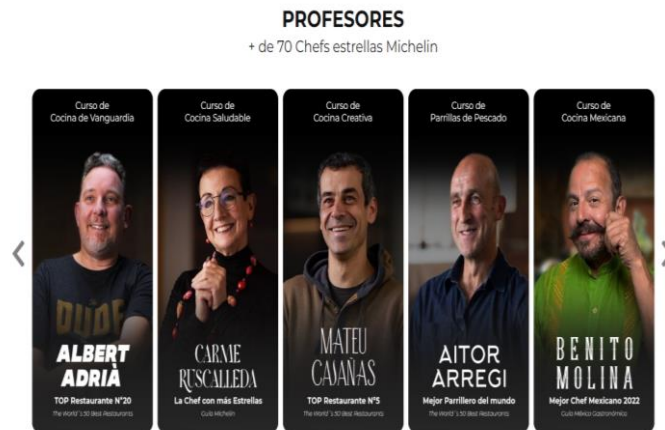 PROFESORES
+ de 70 Chefs estrellas Michelin
Curso de
Cocina de Vanguardia
DUDE
ALBERT
ADRIÀ
TOP Restaurante N°20
The World´s 50 Best Restaurants
Curso de
Cocina Saludable
CARME
RUSCALLEDA
La Chef con más Estrellas
Guía Michelin
Curso de
Cocina Creativa
MATEU
CASAÑAS
TOP Restaurante N°5
The World´s 50 Best Restaurants
Curso de
Parrillas de Pescado
AITOR
ARREGI
Mejor Parrillero del mundo
The World´s 50 Best Restaurants
Curso de
Cocina Mexicana
BENITO
MOLINA
Mejor Chef Mexicano 2022
Guía México Gastronómico